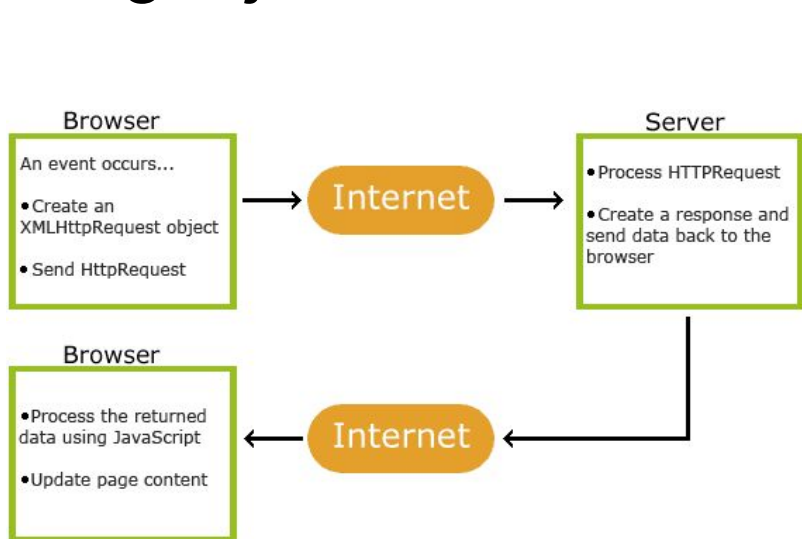 Browser
An event occurs...
•Create an
XMLHttpRequest object
•Send HttpRequest
Internet
Server
•Process HTTPRequest
•Create a response and
send data back to the
browser
Browser
•Process the returned
data using JavaScript
•Update page content
Internet